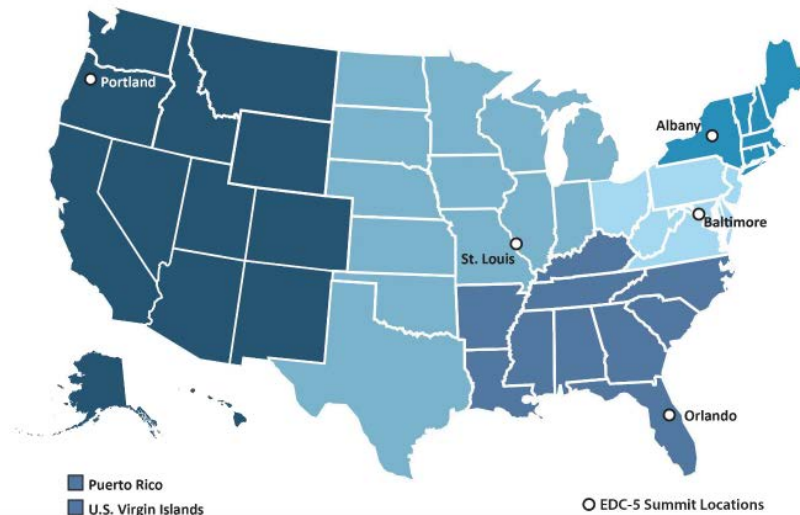 Portland
Albany
Baltimore
St. Louis
Orlando
Puerto Rico
U.S. Virgin Islands
EDC-5 Summit Locations